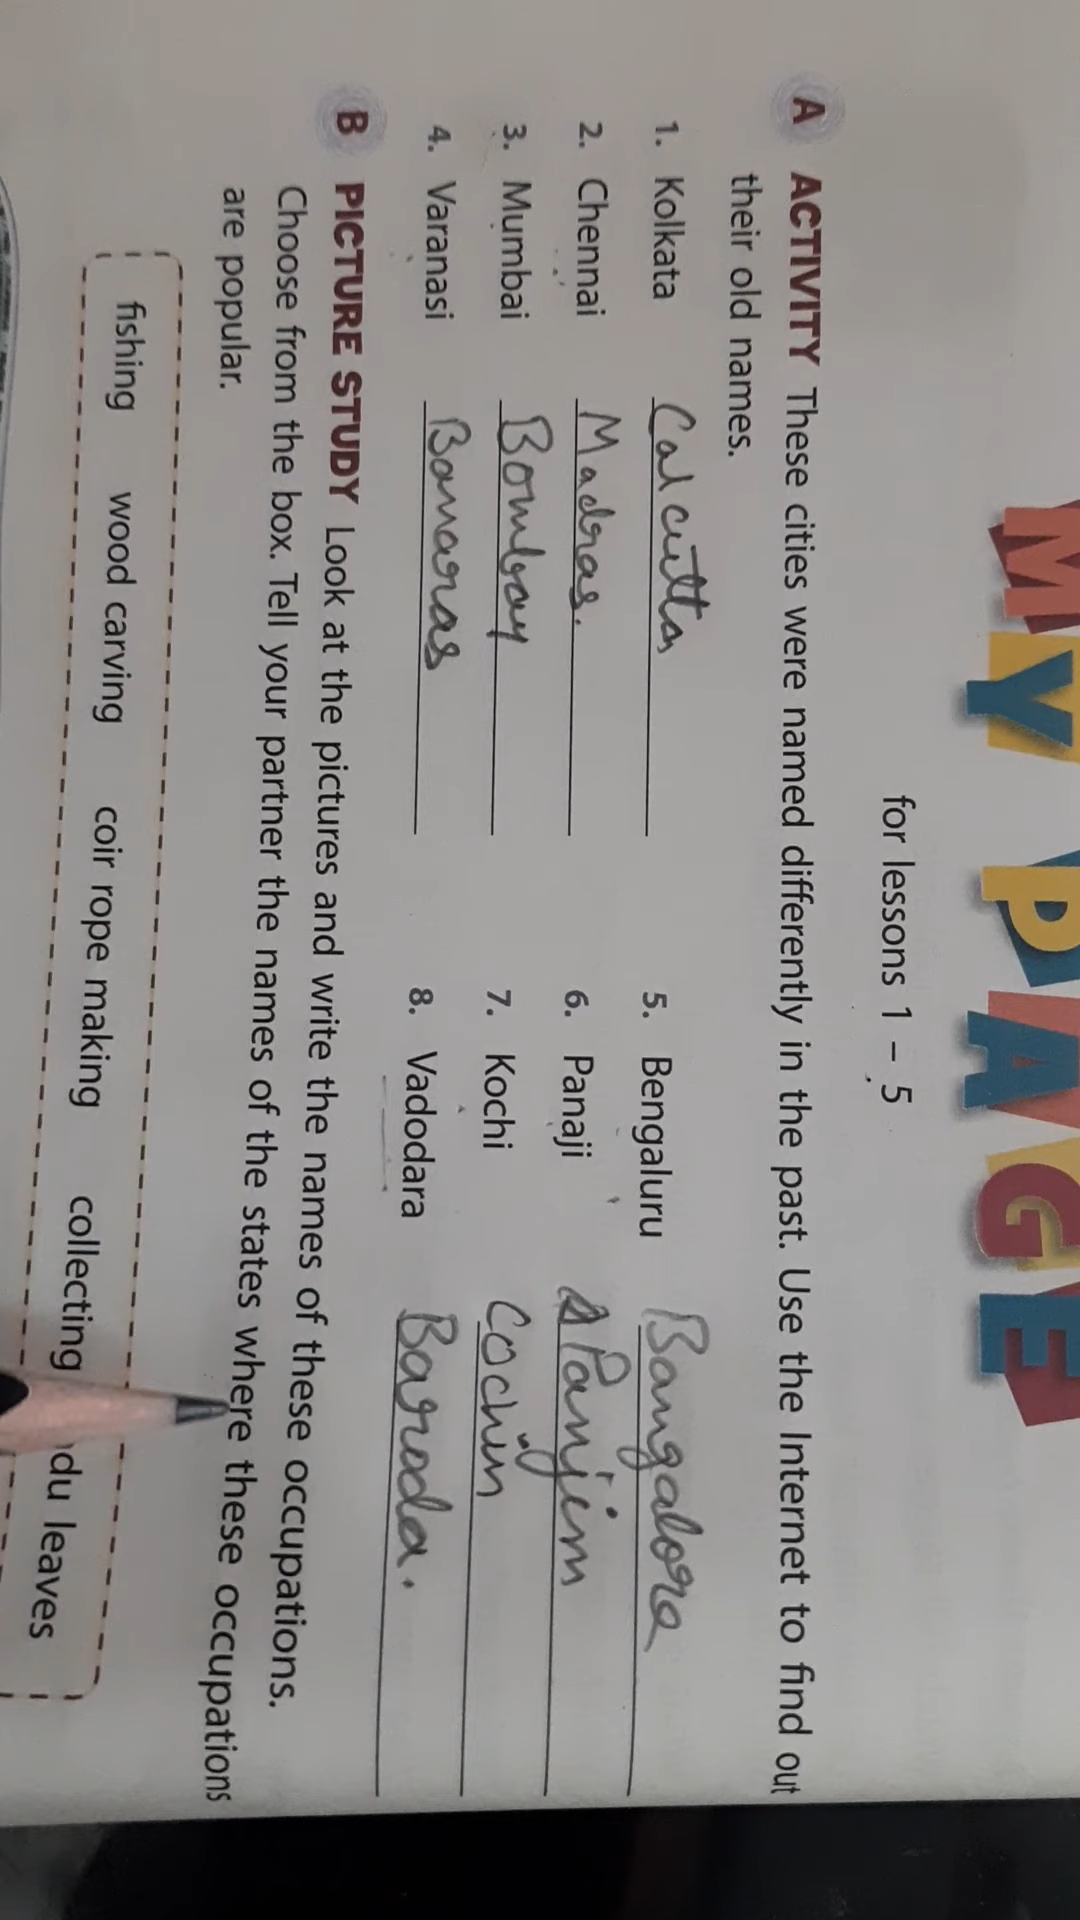 MY PAGE
for lessons 1 – 5
A ACTIVITY These cities were named differently in the past. Use the Internet to find out
their old names.
1. Kolkata Calcutta
2. Chennai Madras.
3. Mumbai Bombay
4. Varanasi Banaras
5. Bengaluru Bangalore
6. Panaji Panjim
7. Kochi Cochin
8. Vadodara Baroda.
B PICTURE STUDY Look at the pictures and write the names of these occupations.
Choose from the box. Tell your partner the names of the states where these occupations
are popular.
fishing wood carving coir rope making collecting leaves